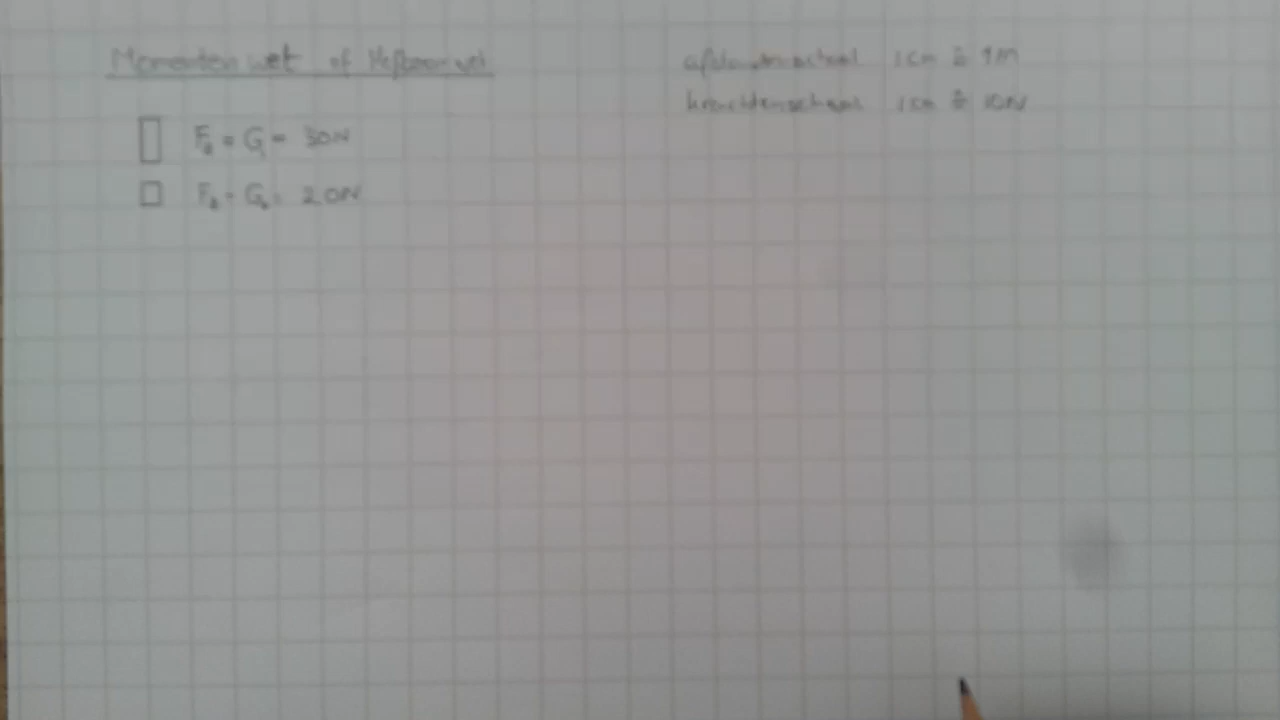 Momentenwet of Hefboomwet
afstandenschaal 1cm ≙ 1m
krachtenschaal 1cm ≙ 10N
F₁ = G₁ = 30N
F₂ = G₂ = 20N